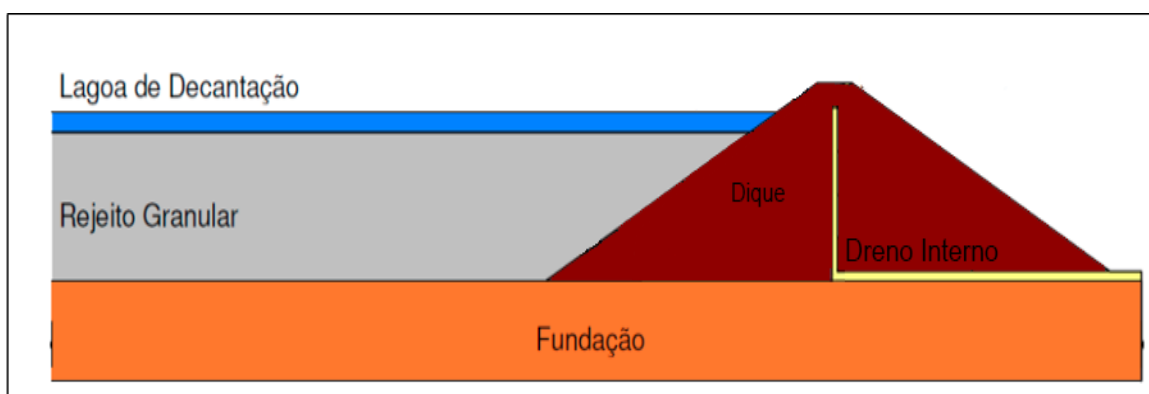 Lagoa de Decantação
Rejeito Granular
Dique
Dreno Interno
Fundação